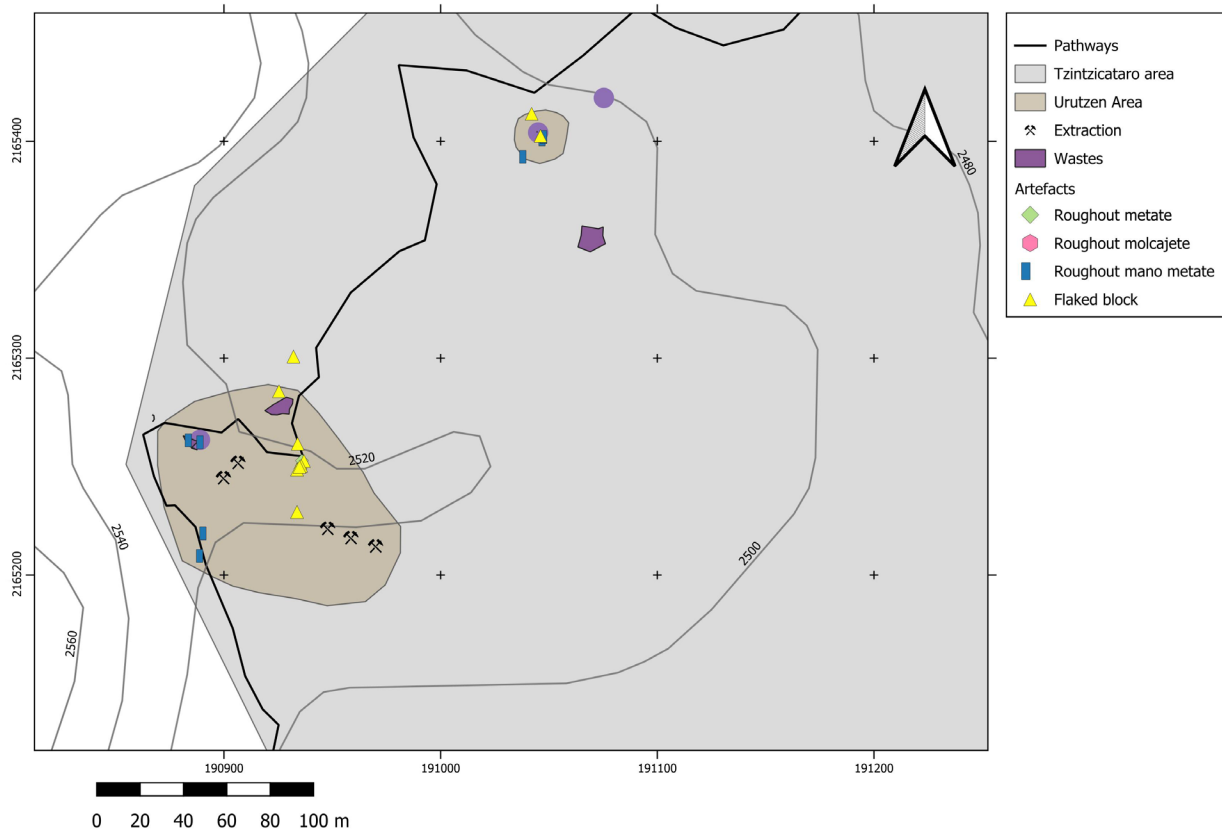 Pathways
Tzintzicataro area
Urutzen Area
Extraction
Wastes
Artefacts
Roughout metate
Roughout molcajete
Roughout mano metate
Flaked block
2165400
2165300
2165200
2480
2520
2540
2500
2560
190900
191000
191100
191200
0 20 40 60 80 100 m